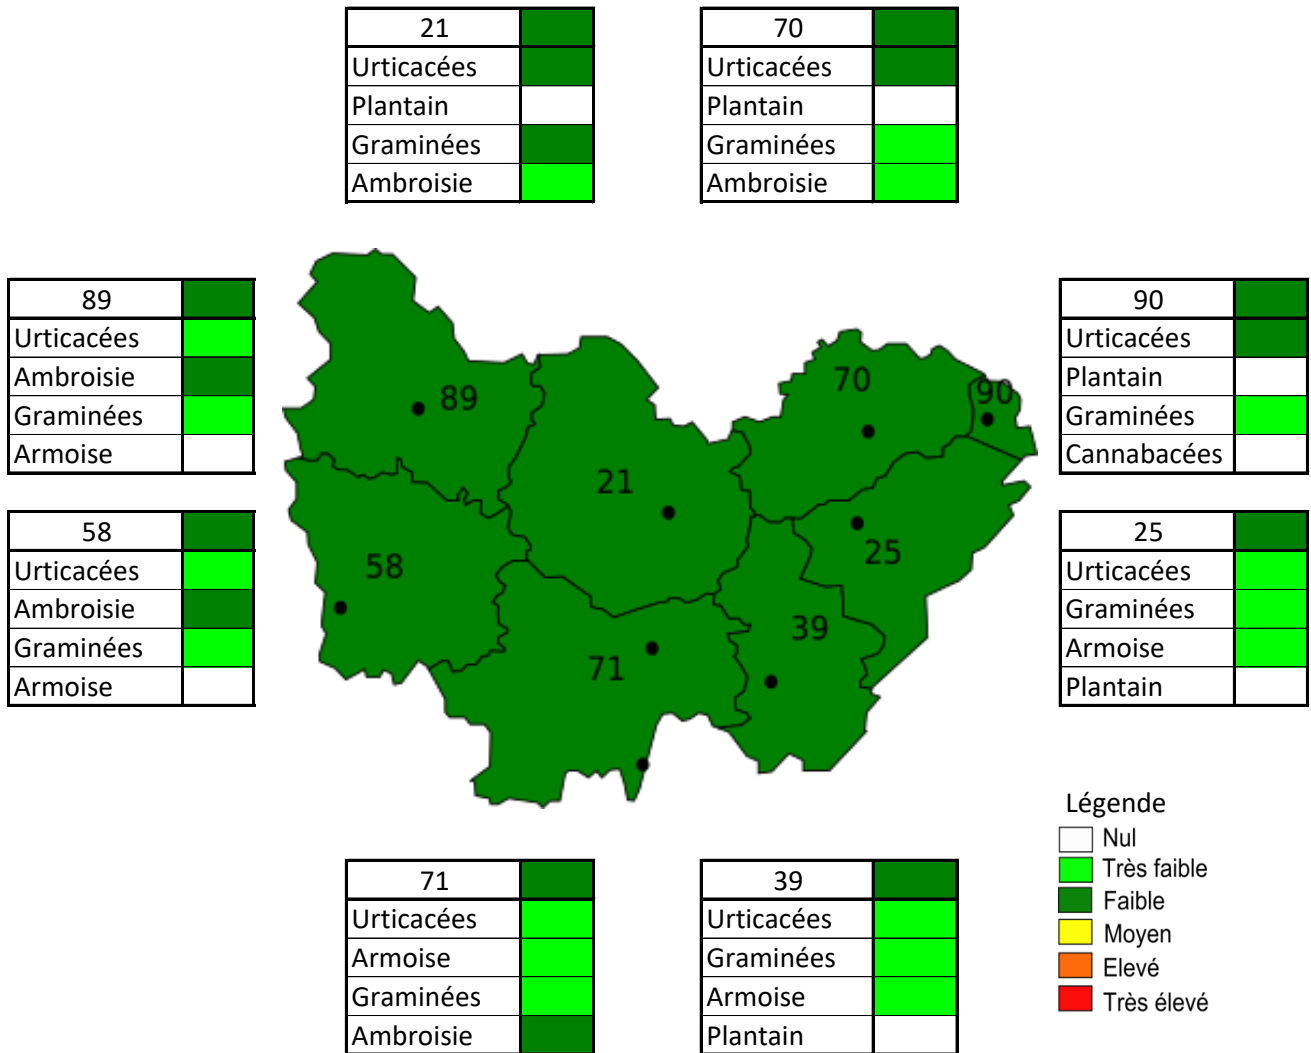 21
Urticacées
Plantain
Graminées
Ambroisie
70
Urticacées
Plantain
Graminées
Ambroisie
89
Urticacées
Ambroisie
Graminées
Armoise
90
Urticacées
Plantain
Graminées
Cannabacées
58
Urticacées
Ambroisie
Graminées
Armoise
25
Urticacées
Graminées
Armoise
Plantain
89
70
90
21
58
25
39
71
Légende
Nul
Très faible
Faible
Moyen
Elevé
Très élevé
71
Urticacées
Armoise
Graminées
Ambroisie
39
Urticacées
Graminées
Armoise
Plantain